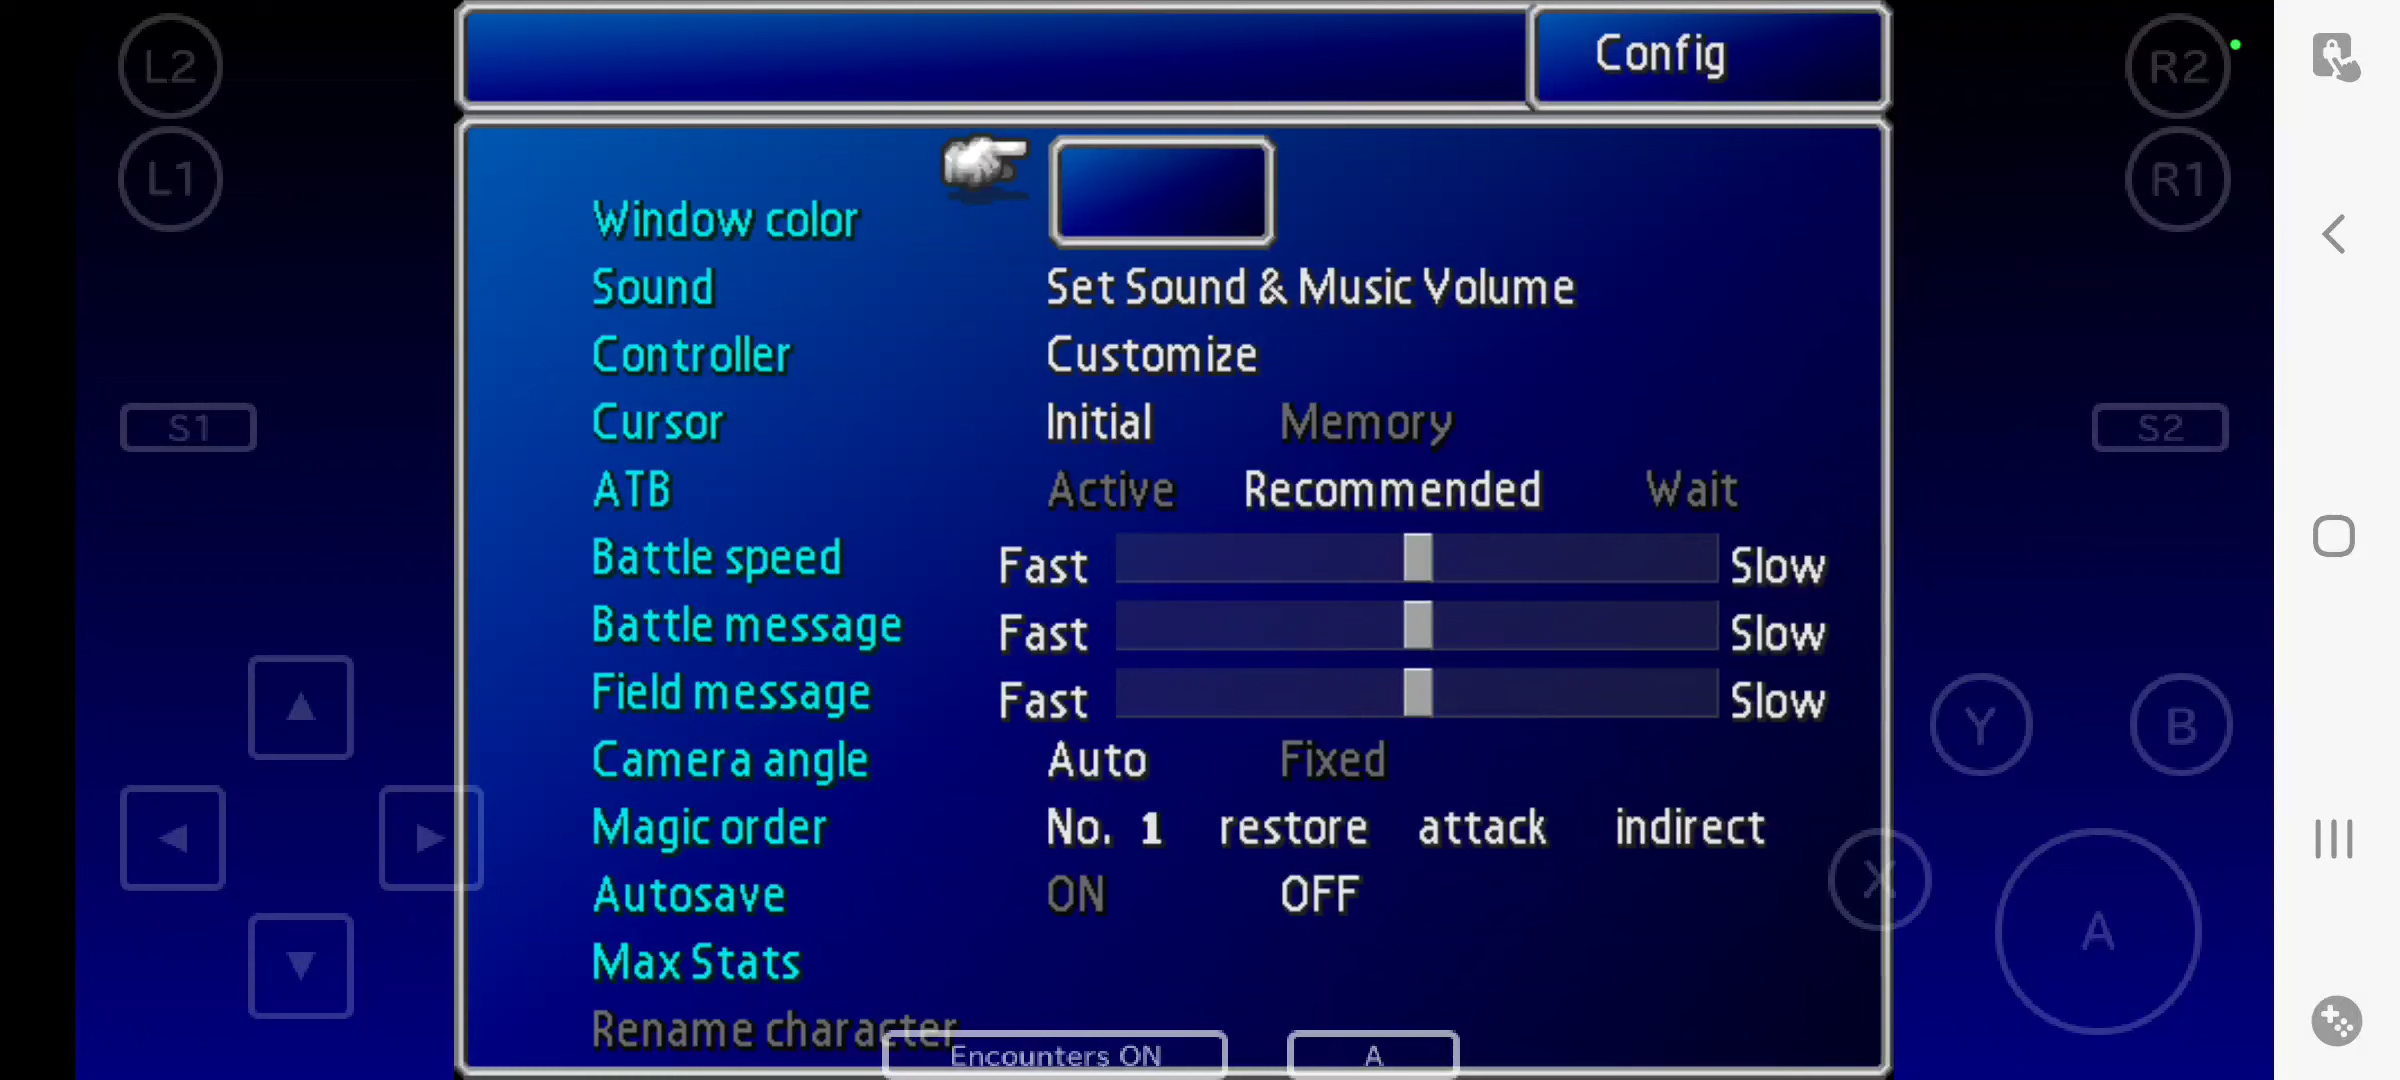 L2
Config
R2
L1
R1
Window color
Sound Set Sound & Music Volume
Controller Customize
Cursor Initial Memory
S1
S2
ATB Active Recommended Wait
Battle speed Fast Slow
Battle message Fast Slow
Field message Fast Slow
Y
B
Camera angle Auto Fixed
Magic order No. 1 restore attack indirect
X
Autosave ON OFF
A
Max Stats
Rename character
Encounters ON
A